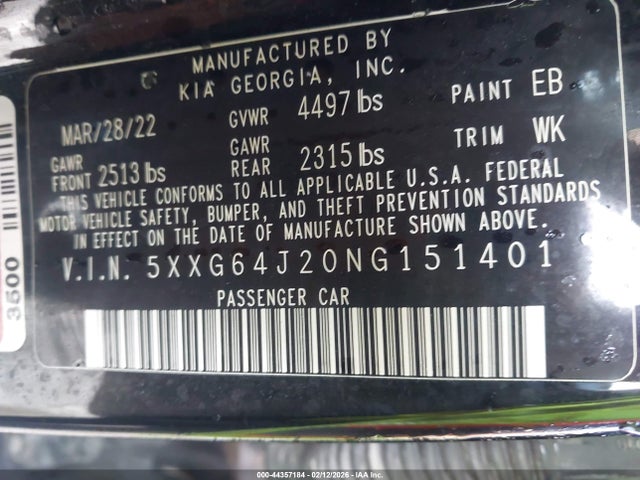 MANUFACTURED BY
KIA GEORGIA, INC.
MAR/28/22 GVWR 4497 lbs PAINT EB
GAWR FRONT 2513 lbs GAWR REAR 2315 lbs TRIM WK
THIS VEHICLE CONFORMS TO ALL APPLICABLE U.S.A. FEDERAL
MOTOR VEHICLE SAFETY, BUMPER, AND THEFT PREVENTION STANDARDS
IN EFFECT ON THE DATE OF MANUFACTURE SHOWN ABOVE.
V.I.N. 5XXG64J20NG151401
PASSENGER CAR
3500
000-44357184 - 02/12/2026 - IAA Inc.